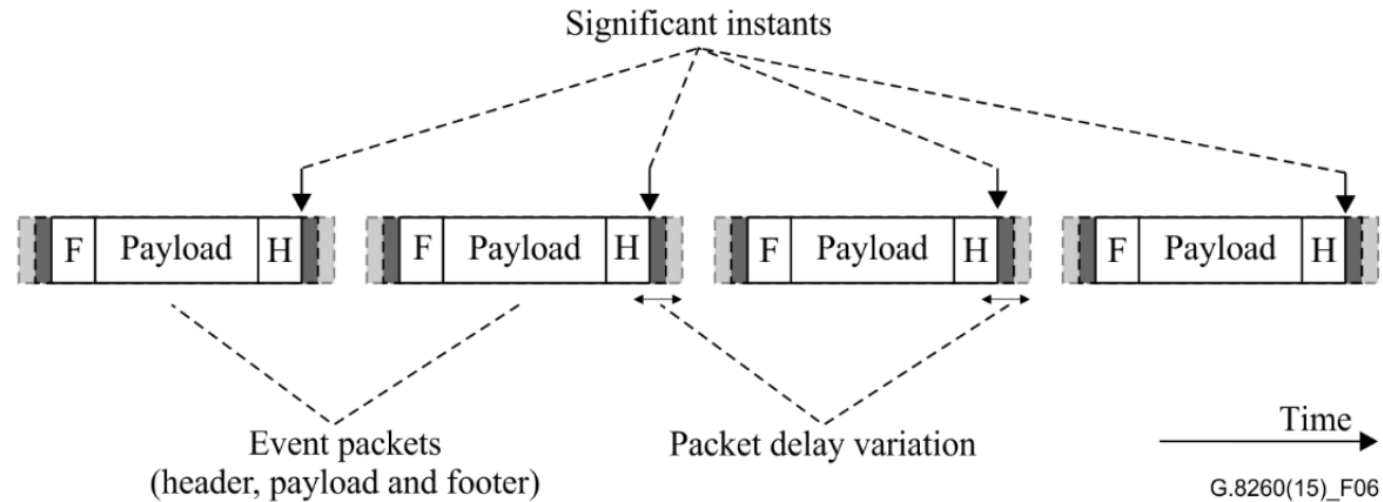 Significant instants
F Payload H F Payload H F Payload H F Payload H
Event packets
(header, payload and footer)
Packet delay variation
Time
G.8260(15)_F06